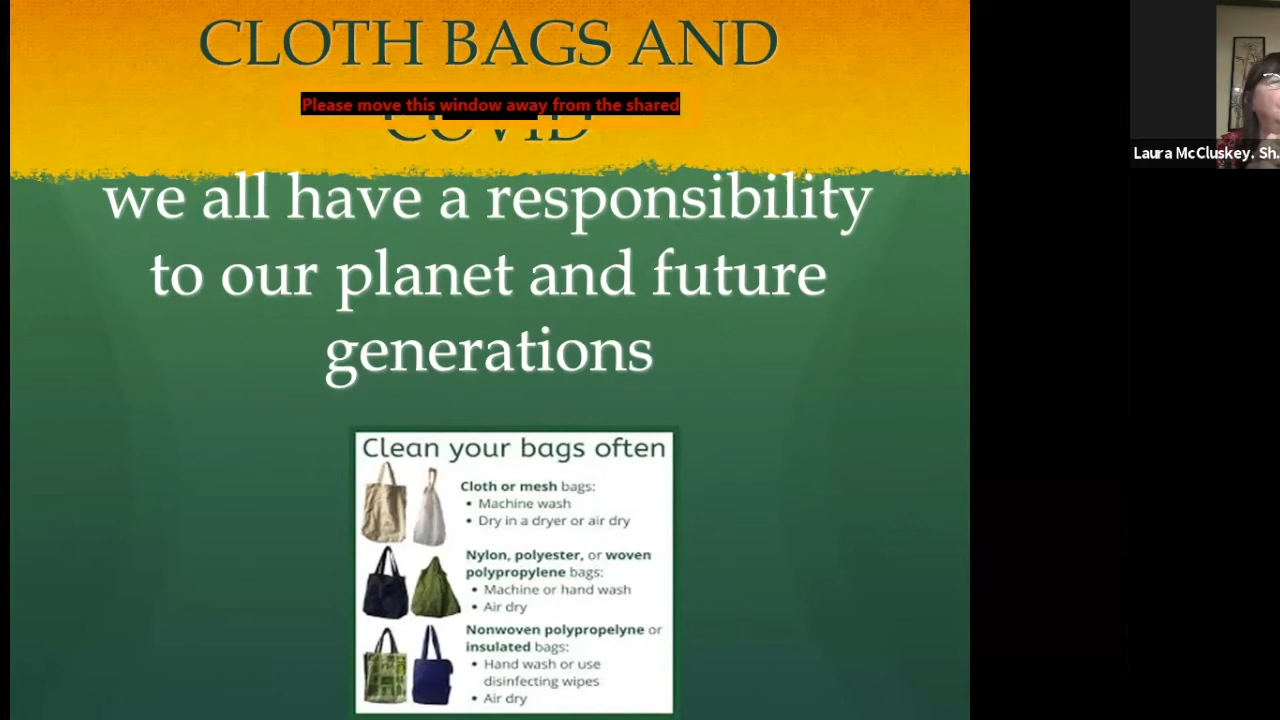 CLOTH BAGS AND
Please move this window away from the shared
COVID
we all have a responsibility
to our planet and future
generations
Clean your bags often
Cloth or mesh bags:
• Machine wash
• Dry in a dryer or air dry
Nylon, polyester, or woven
polypropylene bags:
• Machine or hand wash
• Air dry
Nonwoven polypropelyne or
insulated bags:
• Hand wash or use
disinfecting wipes
• Air dry
Laura McCluskey, Sh.